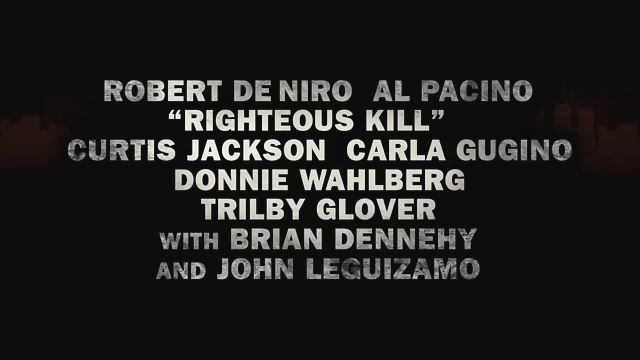 ROBERT DE NIRO AL PACINO
“RIGHTEOUS KILL”
CURTIS JACKSON CARLA GUGINO
DONNIE WAHLBERG
TRILBY GLOVER
WITH BRIAN DENNEHY
AND JOHN LEGUIZAMO